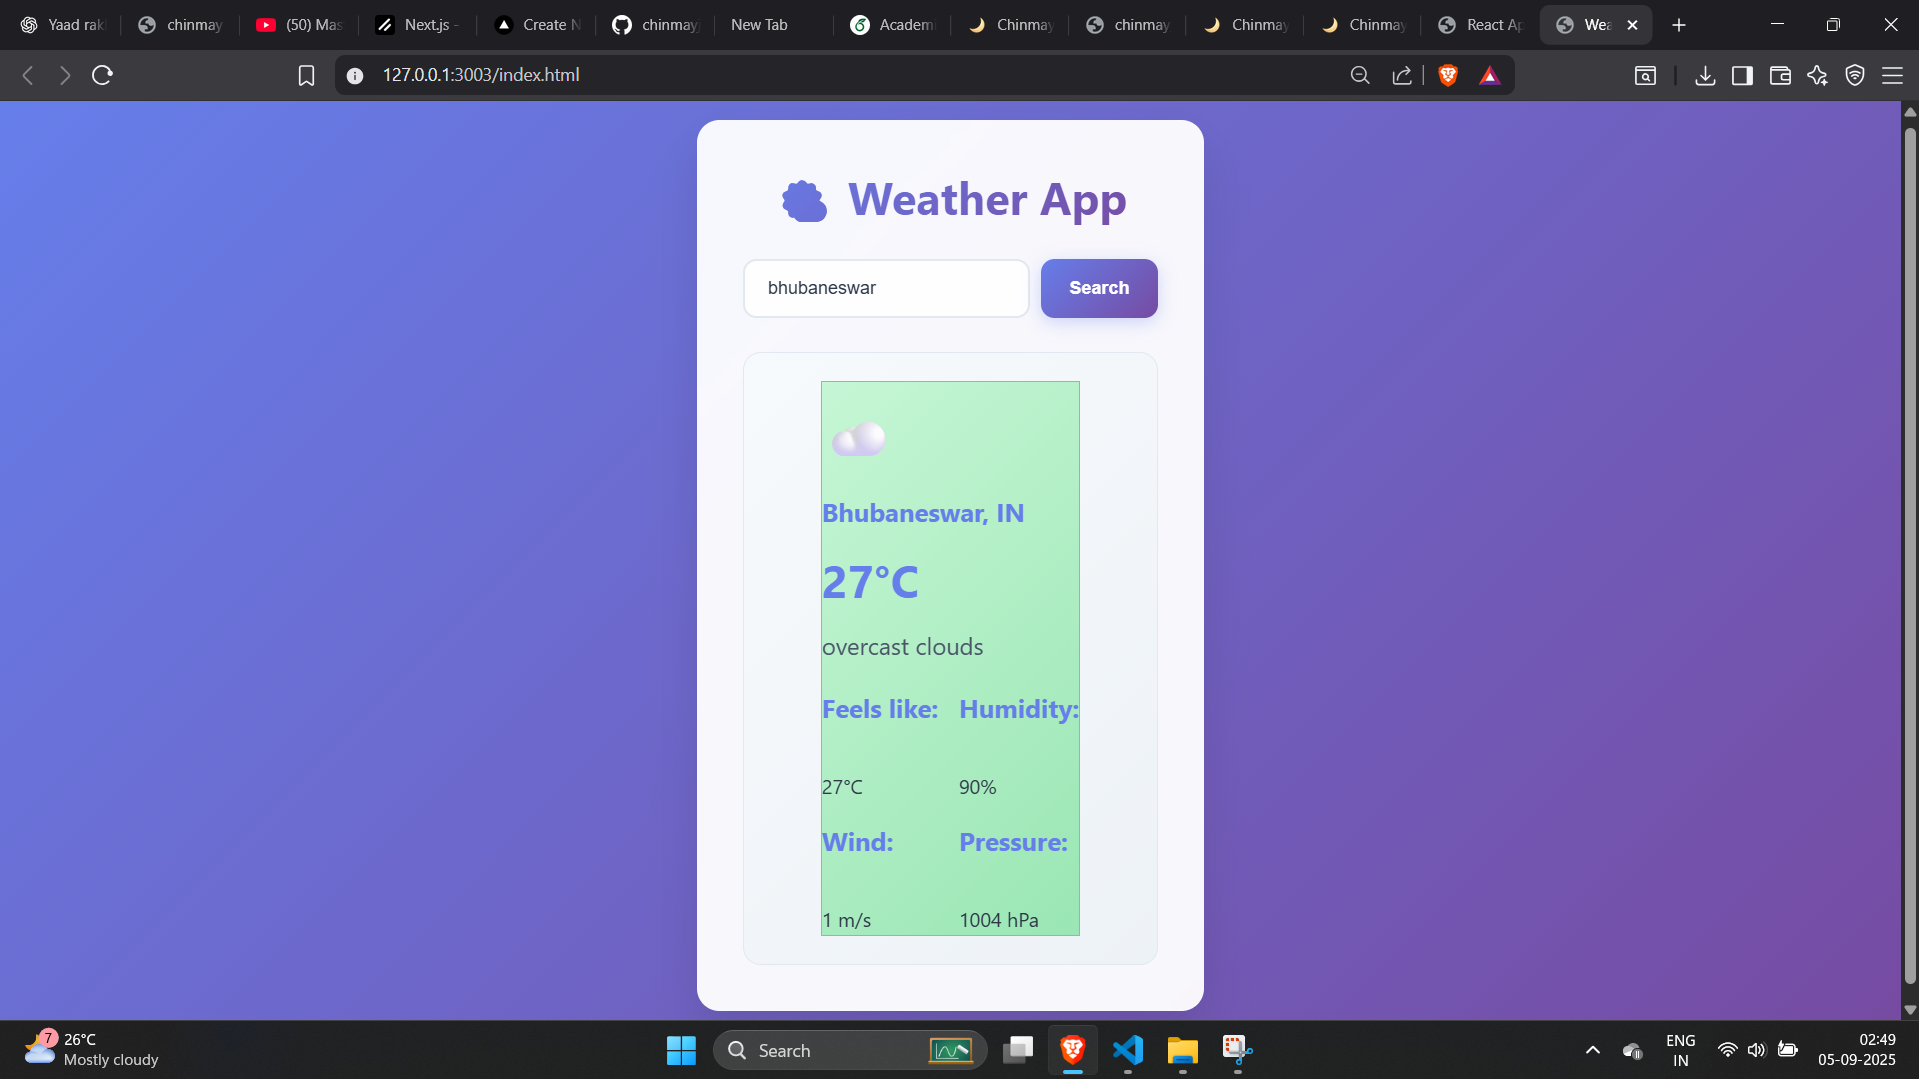 Yaad rak
chinmay
(50) Mas
Next.js -
Create N
chinmay
New Tab
Academ
Chinmay
chinmay
Chinmay
Chinmay
React Ap
Wea
127.0.0.1:3003/index.html
Weather App
bhubaneswar
Search
Bhubaneswar, IN
27°C
overcast clouds
Feels like:
Humidity:
27°C
90%
Wind:
Pressure:
1 m/s
1004 hPa
7
26°C
Mostly cloudy
Search
ENG
IN
02:49
05-09-2025